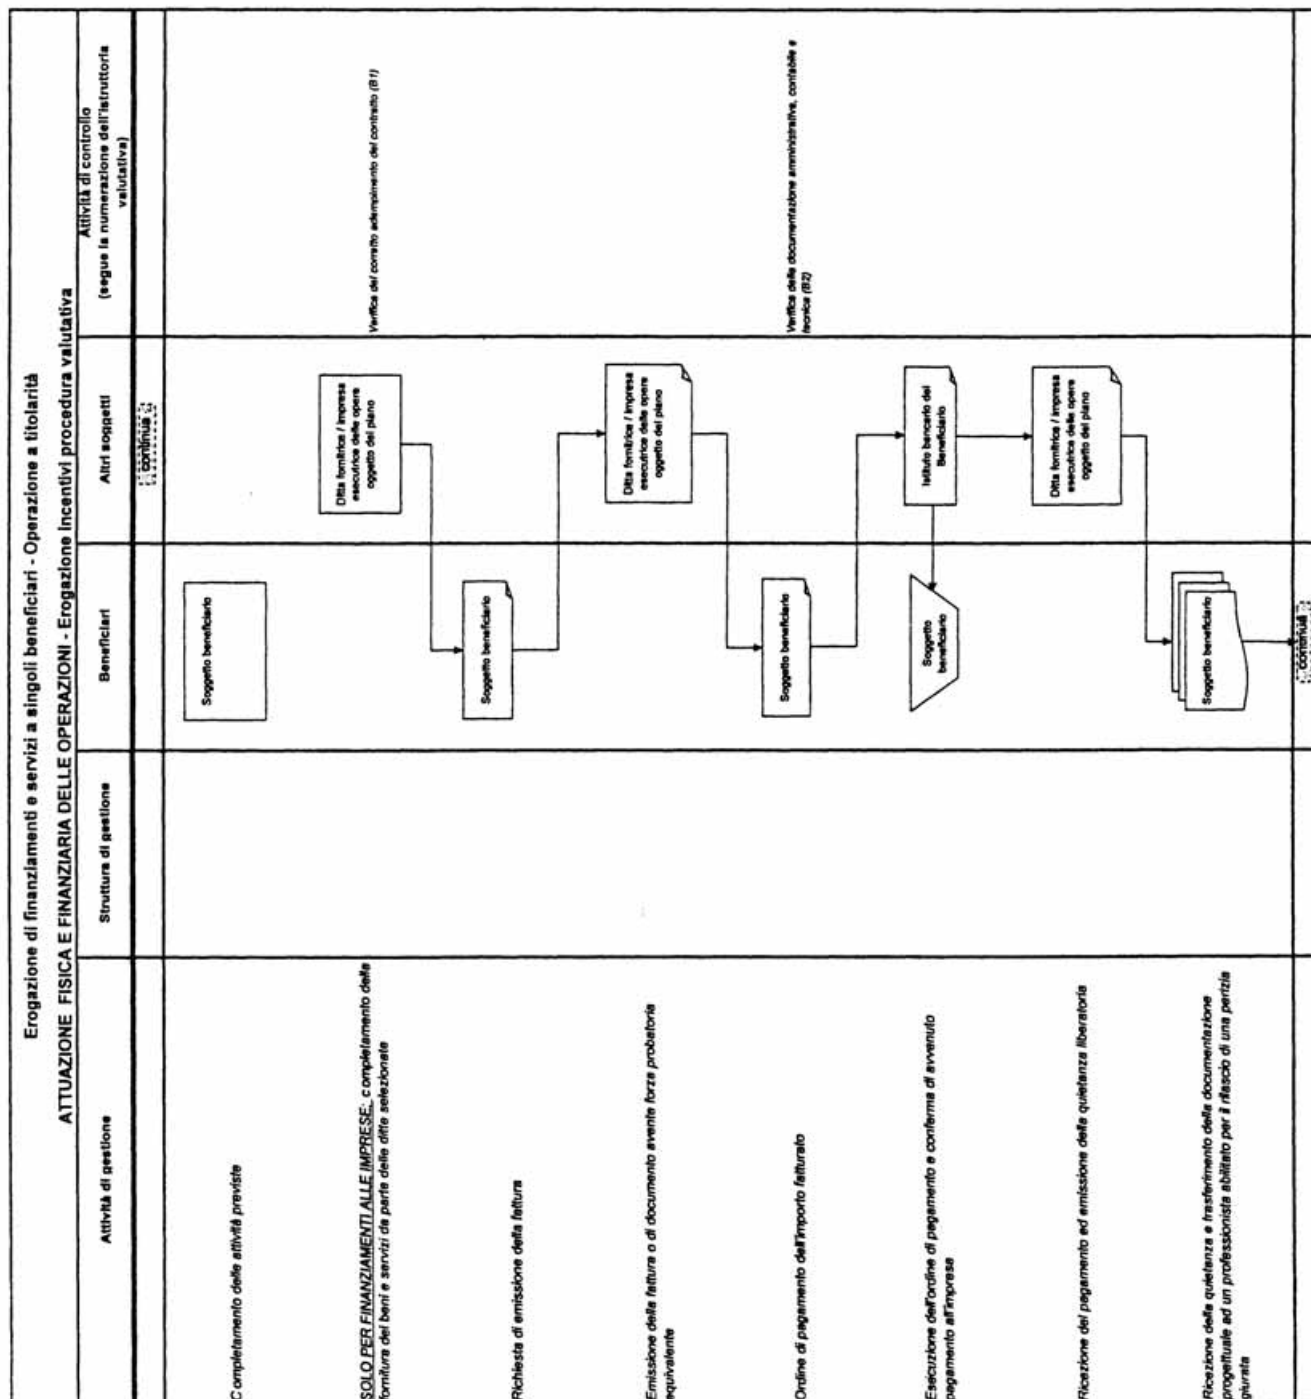 Erogazione di finanziamenti e servizi a singoli beneficiari - Operazione a titolarità
ATTUAZIONE FISICA E FINANZIARIA DELLE OPERAZIONI - Erogazione incentivi procedura valutativa
Attività di gestione
Struttura di gestione
Beneficiari
Altri soggetti
Attività di controllo
(segue la numerazione dell'istruttoria
valutativa)
continua
Completamento delle attività previste
Soggetto beneficiario
SOLO PER FINANZIAMENTI ALLE IMPRESE: completamento della
fornitura dei beni e servizi da parte delle ditte selezionate
Ditta fornitrice / Impresa
esecutrice delle opere
oggetto del piano
Verifica del corretto adempimento del contratto (B1)
Richiesta di emissione della fattura
Soggetto beneficiario
Emissione della fattura o di documento avente forza probatoria
equivalente
Ditta fornitrice / Impresa
esecutrice delle opere
oggetto del piano
Ordine di pagamento dell'importo fatturato
Soggetto beneficiario
Verifica della documentazione amministrativa, contabile e
tecnica (B2)
Esecuzione dell'ordine di pagamento e conferma di avvenuto
pagamento all'impresa
Soggetto
beneficiario
Istituto bancario del
Beneficiario
Ricezione del pagamento ed emissione della quietanza liberatoria
Ditta fornitrice / Impresa
esecutrice delle opere
oggetto del piano
Ricezione della quietanza e trasferimento della documentazione
progettuale ad un professionista abilitato per il rilascio di una perizia
giurata
Soggetto beneficiario
continua